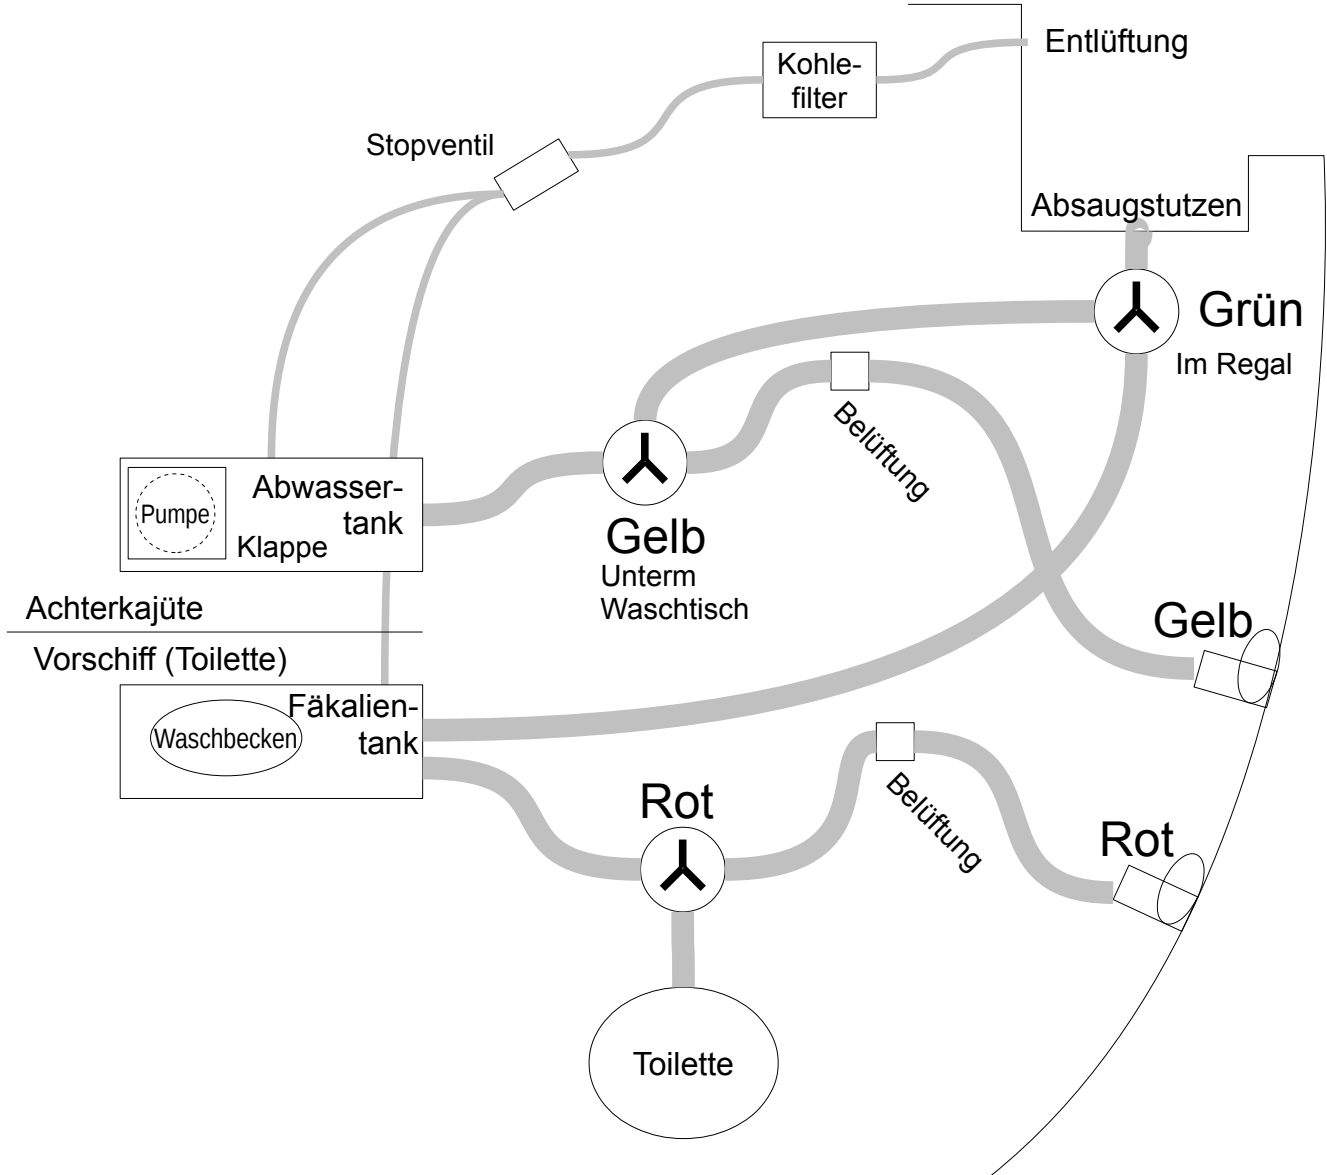 Entlüftung
Kohle-
filter
Stopventil
Absaugstutzen
Grün
Im Regal
Belüftung
Abwasser-
tank
Pumpe
Klappe
Gelb
Unterm
Waschtisch
Achterkajüte
Vorschiff (Toilette)
Gelb
Fäkalien-
tank
Waschbecken
Rot
Belüftung
Rot
Toilette